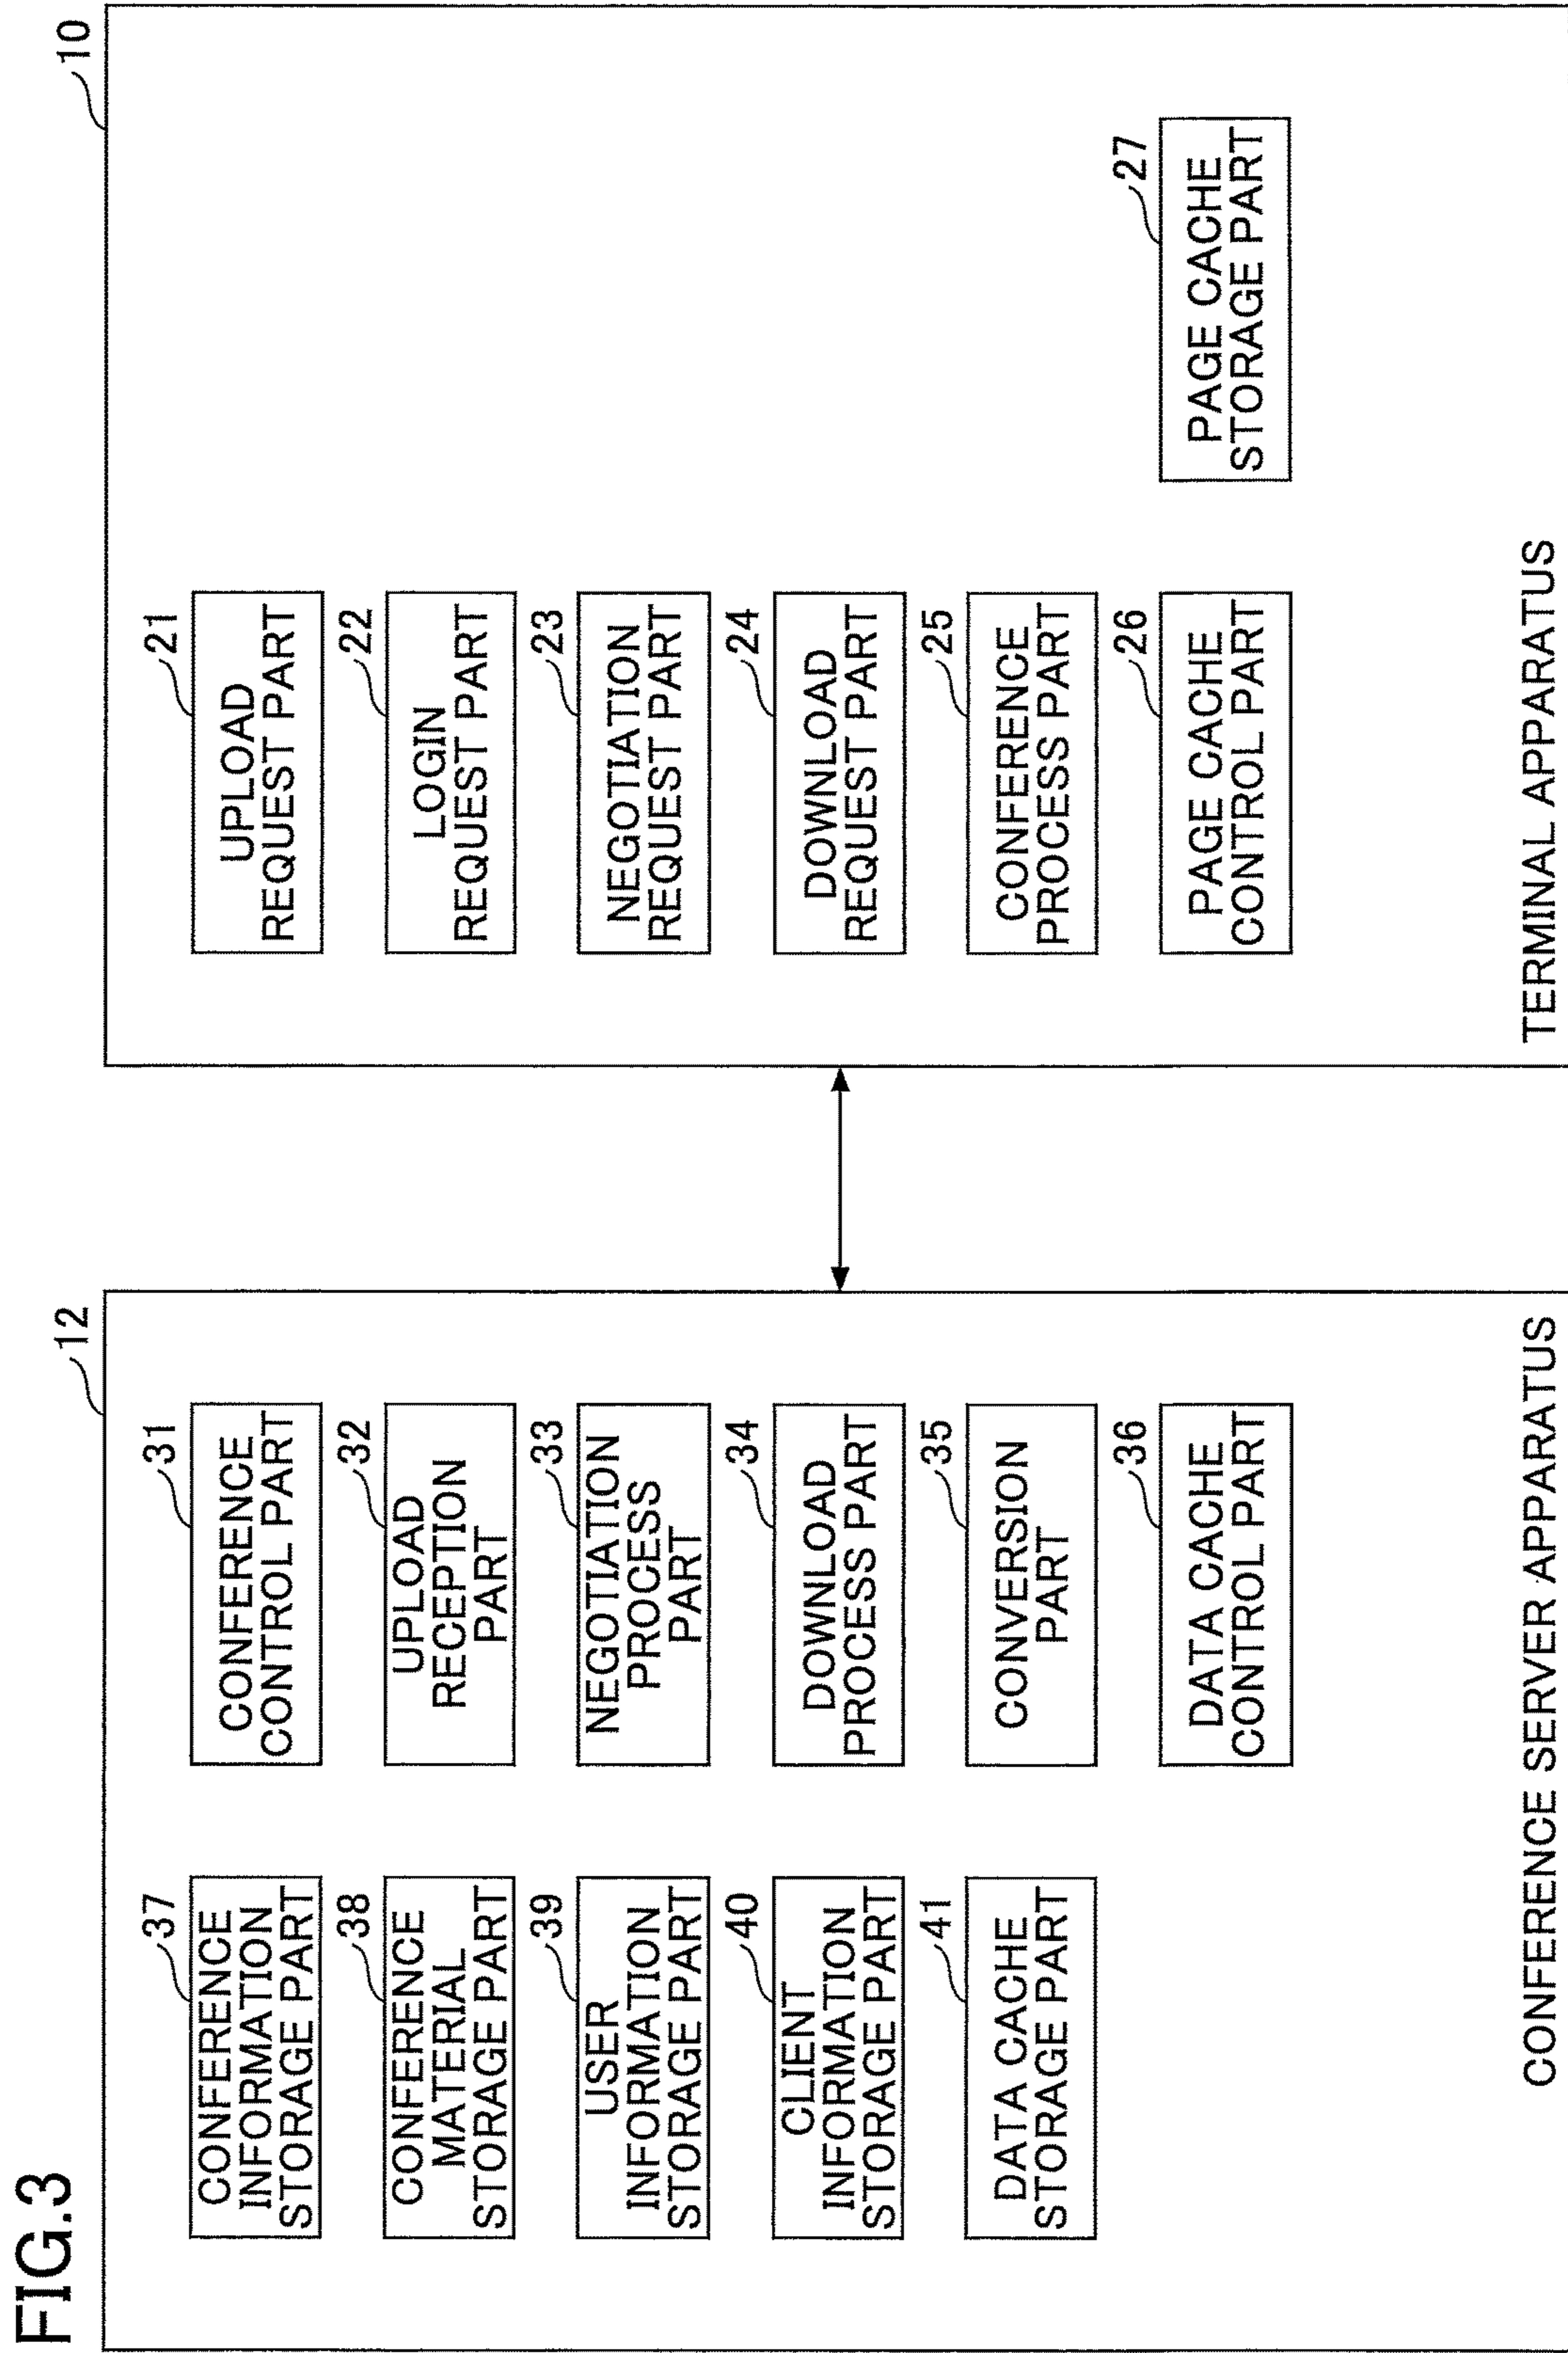 FIG.3
12
37
CONFERENCE
INFORMATION
STORAGE PART
38
CONFERENCE
MATERIAL
STORAGE PART
39
USER
INFORMATION
STORAGE PART
40
CLIENT
INFORMATION
STORAGE PART
41
DATA CACHE
STORAGE PART
31
CONFERENCE
CONTROL PART
32
UPLOAD
RECEPTION
PART
33
NEGOTIATION
PROCESS
PART
34
DOWNLOAD
PROCESS PART
35
CONVERSION
PART
36
DATA CACHE
CONTROL PART
CONFERENCE SERVER APPARATUS
10
21
UPLOAD
REQUEST PART
22
LOGIN
REQUEST PART
23
NEGOTIATION
REQUEST PART
24
DOWNLOAD
REQUEST PART
25
CONFERENCE
PROCESS PART
26
PAGE CACHE
CONTROL PART
27
PAGE CACHE
STORAGE PART
TERMINAL APPARATUS